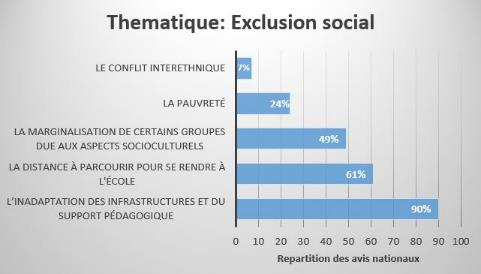 Thematique: Exclusion social
LE CONFLIT INTERETHNIQUE
7%
LA PAUVRETÉ
24%
LA MARGINALISATION DE CERTAINS GROUPES
DUE AUX ASPECTS SOCIOCULTURELS
49%
LA DISTANCE À PARCOURIR POUR SE RENDRE À
L'ÉCOLE
61%
L'INADAPTATION DES INFRASTRUCTURES ET DU
SUPPORT PÉDAGOGIQUE
90%
0 10 20 30 40 50 60 70 80 90 100
Repartition des avis nationaux